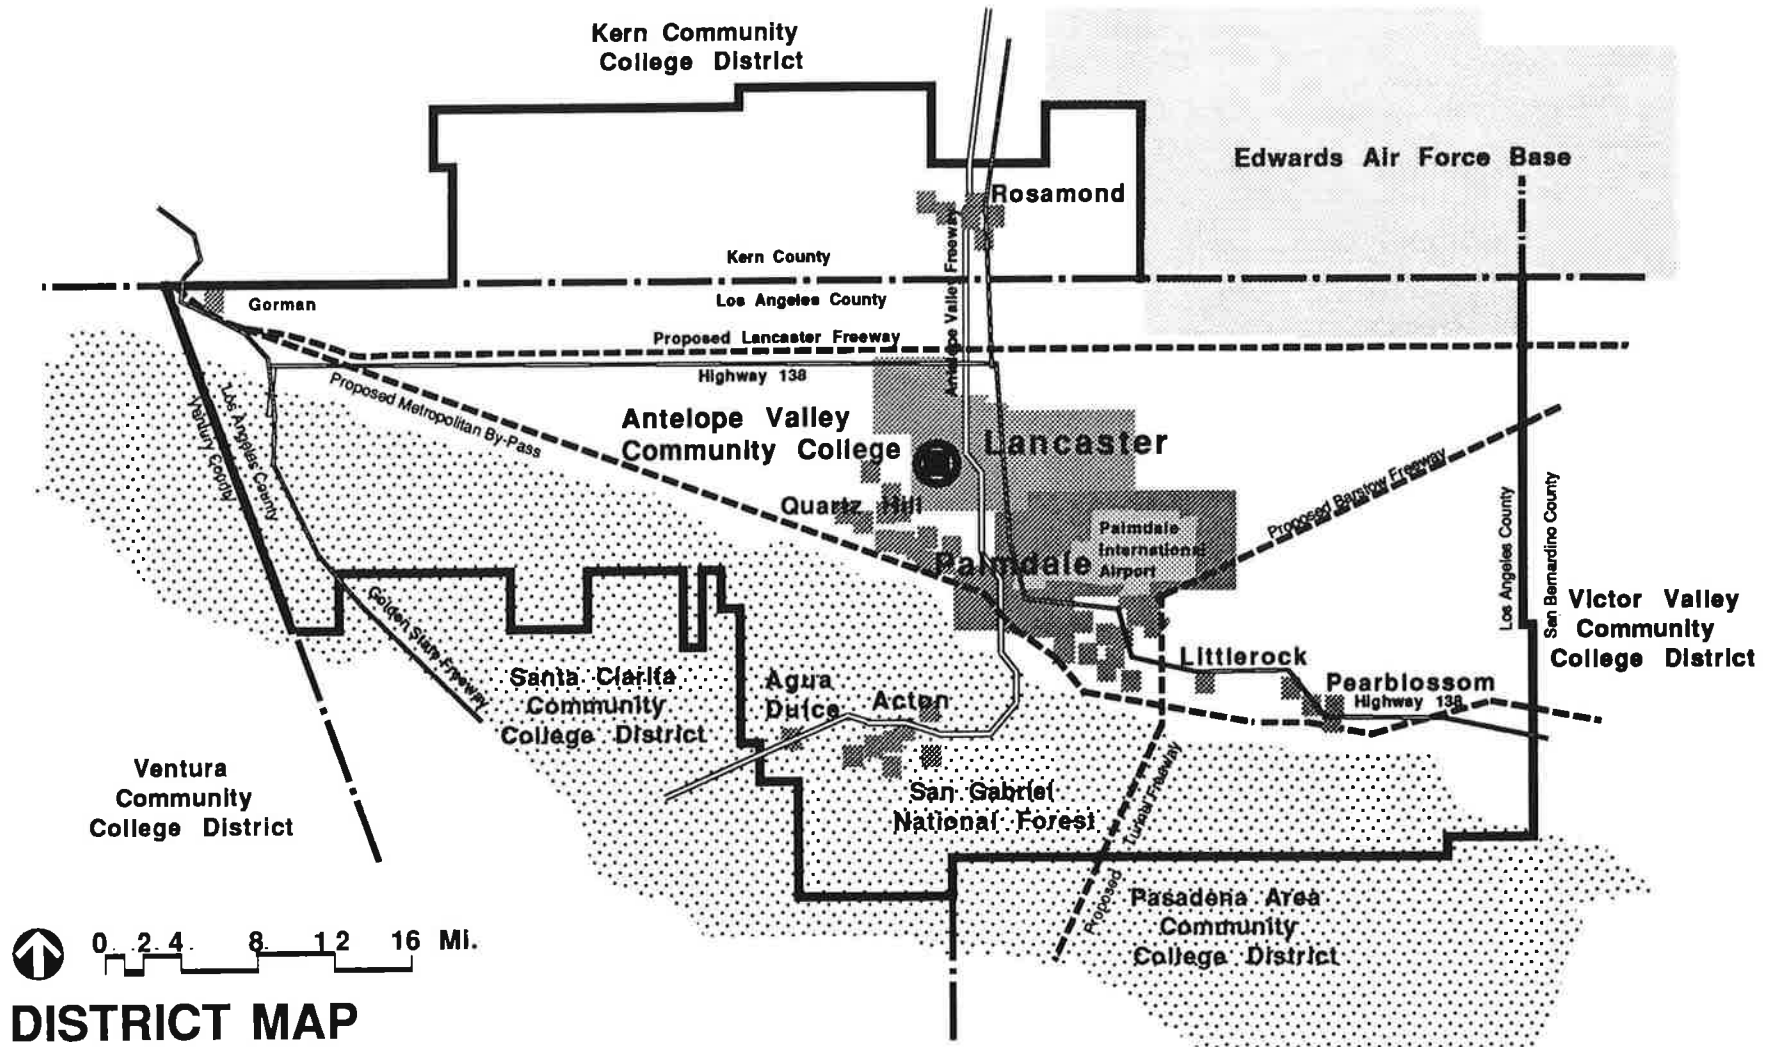 Kern Community
College District
Edwards Air Force Base
Rosamond
Antelope Valley Freeway
Kern County
Los Angeles County
Gorman
Proposed Lancaster Freeway
Highway 138
Proposed Metropolitan By-Pass
Los Angeles County
Ventury County
Antelope Valley
Community College
Lancaster
Quartz Hill
Palmdale
Palmdale
International
Airport
Proposed Barstow Freeway
Los Angeles County
San Bernardino County
Victor Valley
Community
College District
Golden State Freeway
Littlerock
Pearblossom
Highway 138
Santa Clarita
Community
College District
Agua
Dulce
Acton
San Gabriel
National Forest
Proposed Tunnel Freeway
Ventura
Community
College District
Pasadena Area
Community
College District
0 2 4 8 12 16 Mi.
DISTRICT MAP